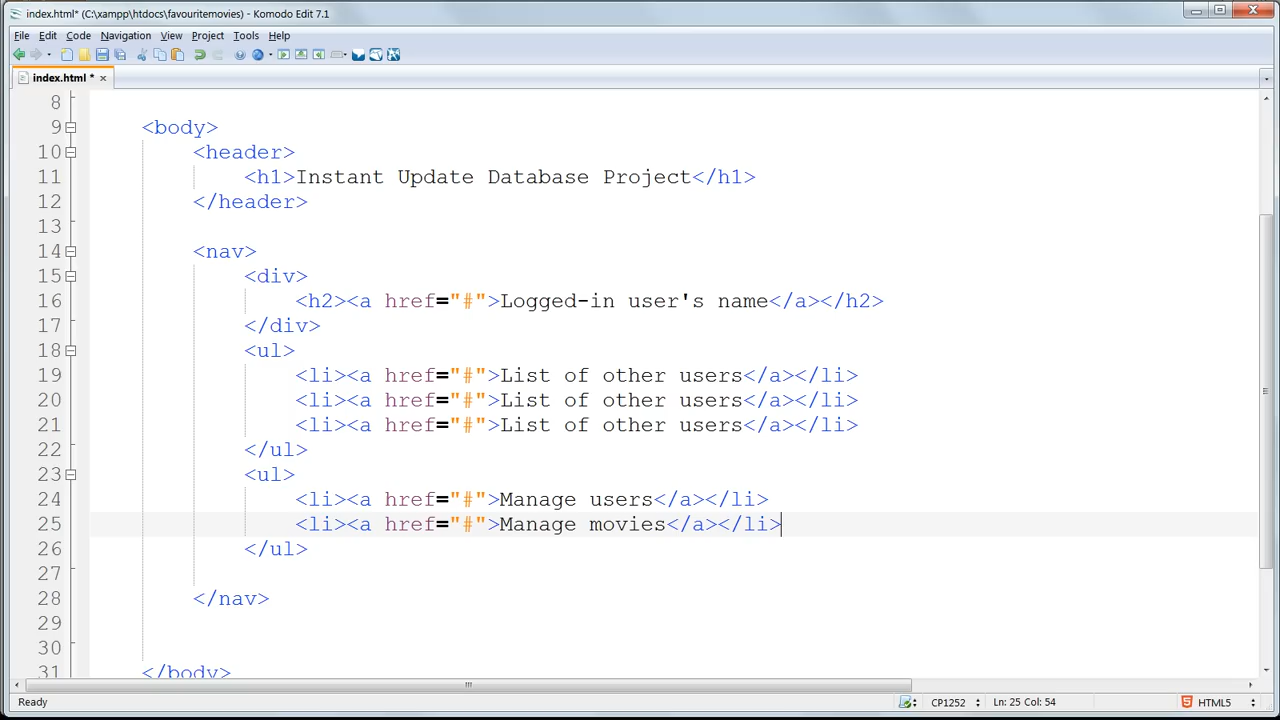 index.html* (C:\xampp\htdocs\favouritemovies) - Komodo Edit 7.1
File Edit Code Navigation View Project Tools Help
index.html *
8
9 <body>
10 <header>
11 <h1>Instant Update Database Project</h1>
12 </header>
13
14 <nav>
15 <div>
16 <h2><a href="#">Logged-in user's name</a></h2>
17 </div>
18 <ul>
19 <li><a href="#">List of other users</a></li>
20 <li><a href="#">List of other users</a></li>
21 <li><a href="#">List of other users</a></li>
22 </ul>
23 <ul>
24 <li><a href="#">Manage users</a></li>
25 <li><a href="#">Manage movies</a></li>
26 </ul>
27
28 </nav>
29
30
31 </body>
Ready CP1252 Ln: 25 Col: 54 HTML5